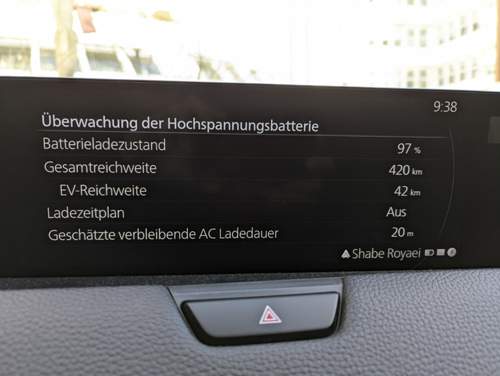 9:38
Überwachung der Hochspannungsbatterie
Batterieladezustand 97 %
Gesamtreichweite 420 km
EV-Reichweite 42 km
Ladezeitplan Aus
Geschätzte verbleibende AC Ladedauer 20 m
Shabe Royaei